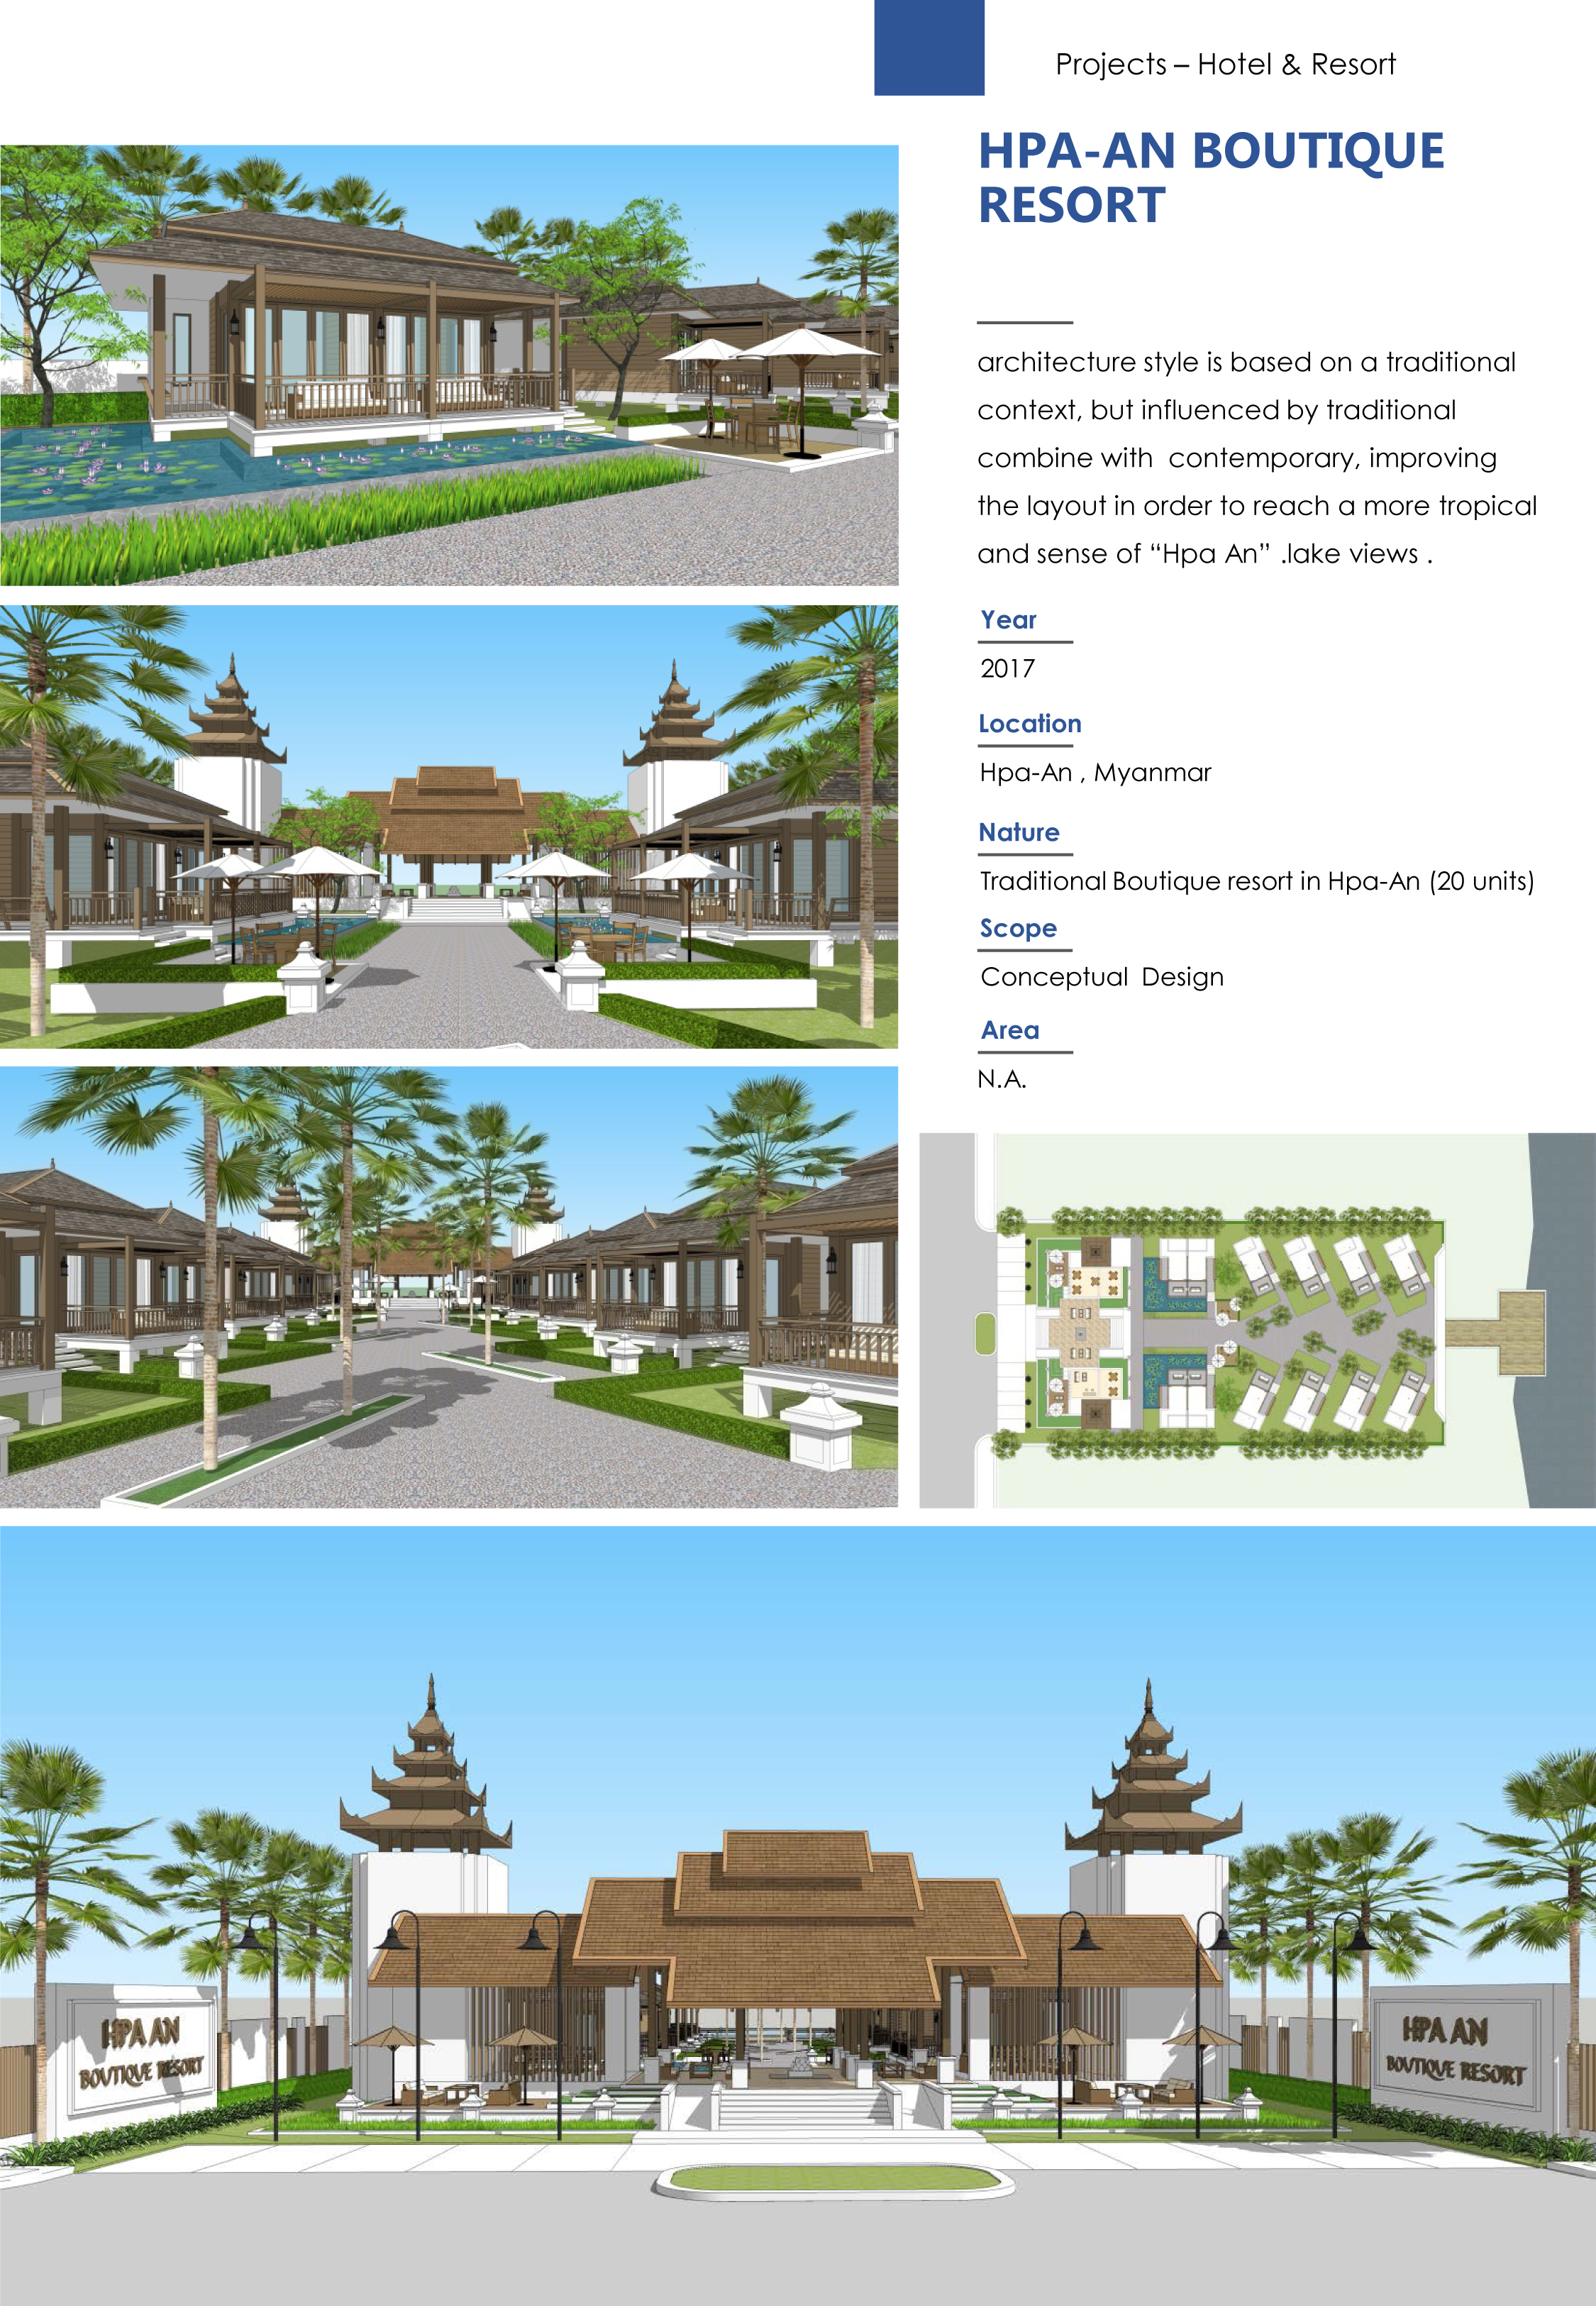 Projects – Hotel & Resort
HPA-AN BOUTIQUE
RESORT
architecture style is based on a traditional
context, but influenced by traditional
combine with  contemporary, improving
the layout in order to reach a more tropical
and sense of “Hpa An” .lake views .
Year
2017
Location
Hpa-An , Myanmar
Nature
Traditional Boutique resort in Hpa-An (20 units)
Scope
Conceptual  Design
Area
N.A.
HPA AN
BOUTIQUE RESORT
HPA AN
BOUTIQUE RESORT